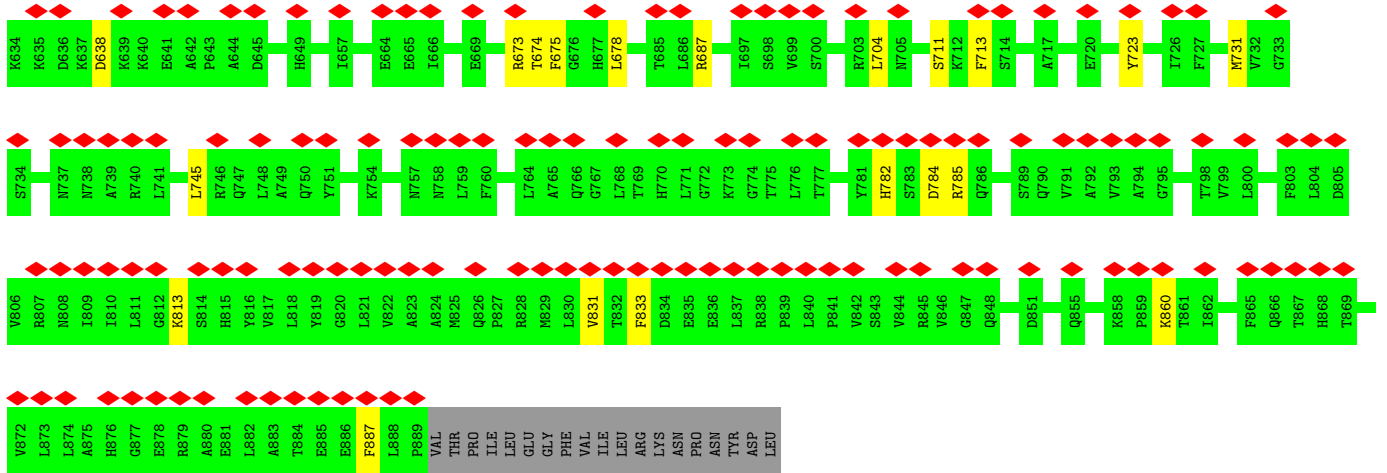 K634 K635 D636 K637 D638 K639 K640 E641 A642 P643 A644 D645 H649 I657 E664 E665 I666 E669 R673 T674 F675 G676 H677 L678 T685 L686 R687 I697 S698 V699 S700 R703 L704 N705 S711 K712 F713 S714 A717 E720 Y723 I726 F727 M731 V732 G733
S734 N737 N738 A739 R740 L741 L745 R746 Q747 L748 A749 Q750 Y751 K754 N757 N758 L759 F760 L764 A765 Q766 G767 L768 T769 H770 L771 G772 K773 G774 T775 L776 T777 Y781 H782 S783 D784 R785 Q786 S789 Q790 V791 A792 V793 A794 G795 T798 V799 L800 F803 L804 D805
V806 R807 N808 I809 I810 L811 G812 K813 S814 H815 Y816 V817 L818 Y819 G820 L821 V822 A823 A824 M825 Q826 P827 R828 M829 L830 V831 T832 F833 D834 E835 E836 L837 R838 P839 L840 P841 V842 S843 V844 R845 V846 G847 Q848 D851 Q855 K858 P859 K860 T861 I862 F865 Q866 T867 H868 T869
V872 L873 L874 A875 H876 G877 E878 R879 A880 E881 L882 A883 T884 E885 E886 F887 L888 P889 VAL THR PRO ILE LEU GLU GLY PHE VAL ILE LEU ARG LYS ASN PRO ASN TYR ASP LEU